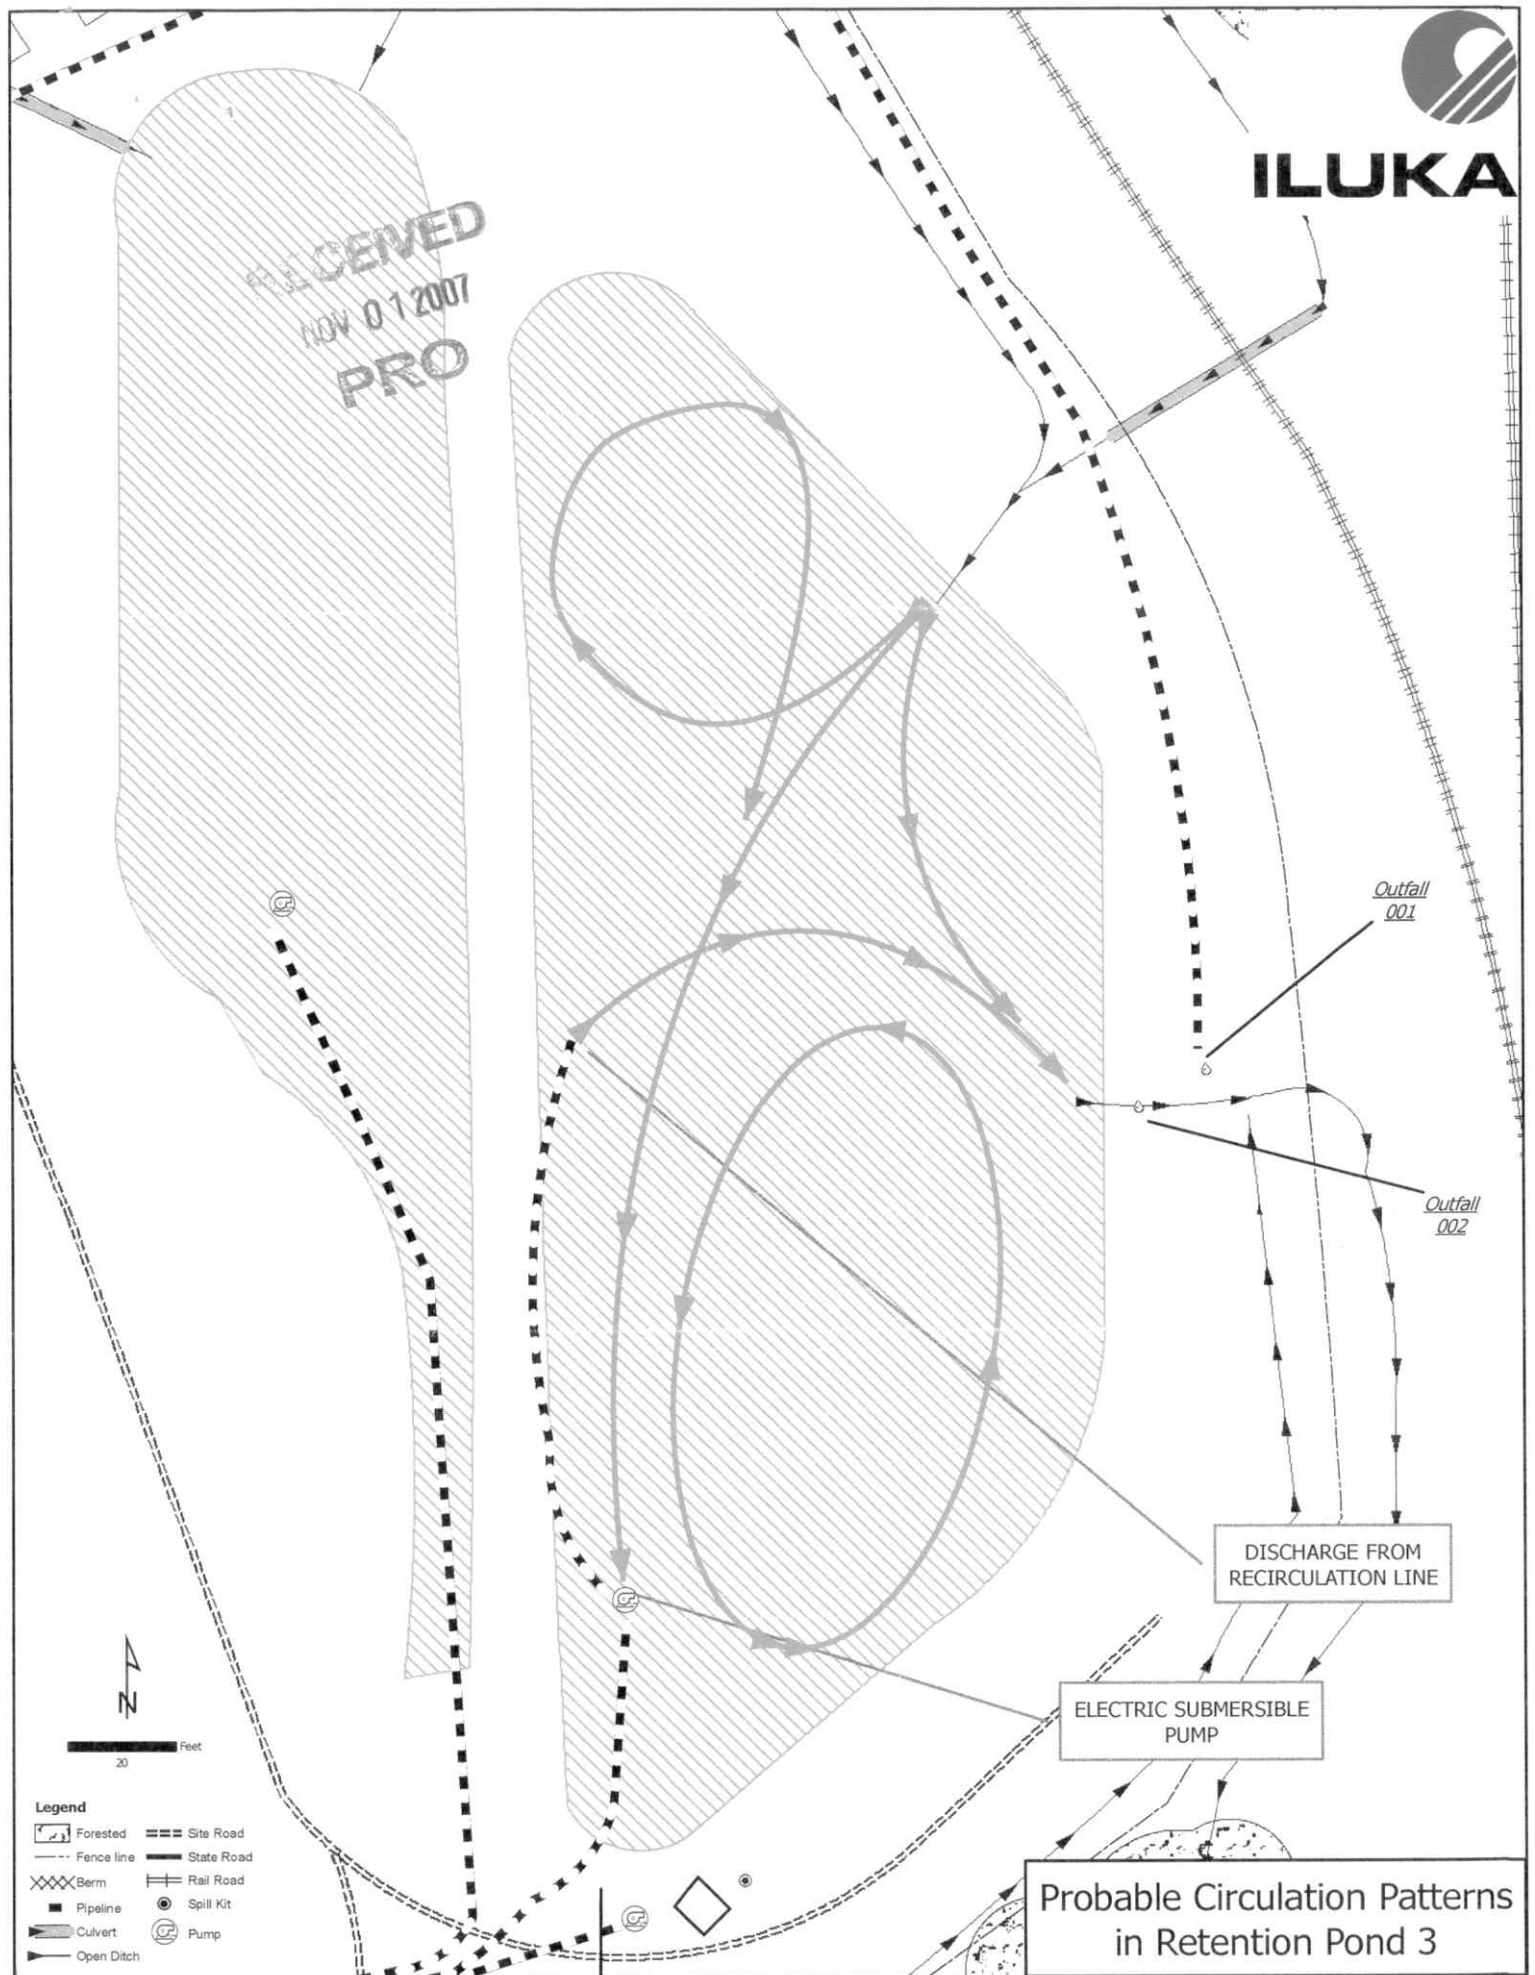 ILUKA
RECEIVED
NOV 01 2007
PRO
Outfall
001
Outfall
002
DISCHARGE FROM
RECIRCULATION LINE
ELECTRIC SUBMERSIBLE
PUMP
N
Feet
20
Legend
Forested
Site Road
Fence line
State Road
Berm
Rail Road
Pipeline
Spill Kit
Culvert
Pump
Open Ditch
Probable Circulation Patterns
in Retention Pond 3